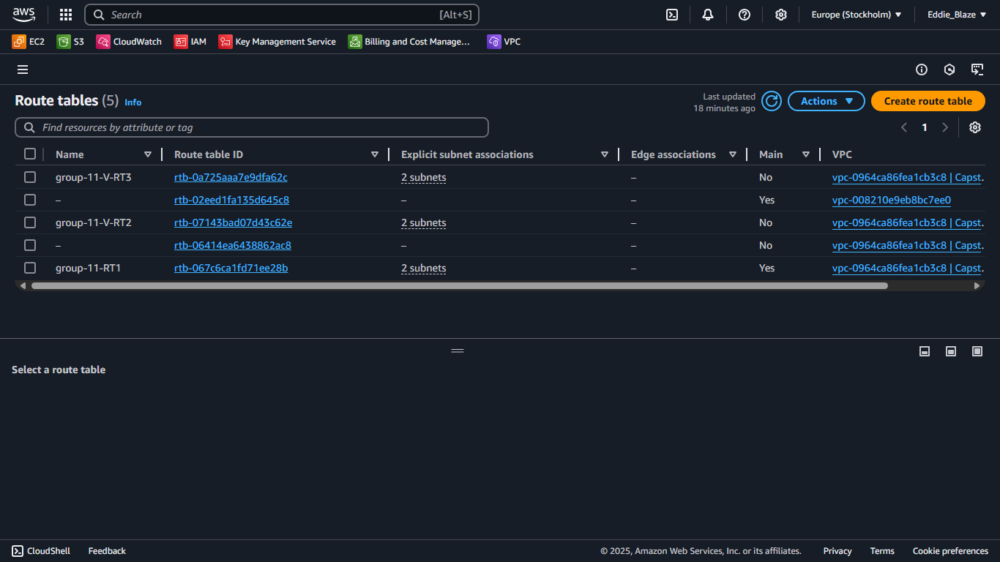 aws Search [Alt+S] Europe (Stockholm) Eddie_Blaze
EC2 S3 CloudWatch IAM Key Management Service Billing and Cost Manage... VPC
Route tables (5) Info
Last updated
18 minutes ago
Actions
Create route table
Find resources by attribute or tag
1
Name Route table ID Explicit subnet associations Edge associations Main VPC
group-11-V-RT3 rtb-0a725aaa7e9dfa62c 2 subnets – No vpc-0964ca86fea1cb3c8 | Capst.
– rtb-02eed1fa135d645c8 – – Yes vpc-008210e9eb8bc7ee0
group-11-V-RT2 rtb-07143bad07d43c62e 2 subnets – No vpc-0964ca86fea1cb3c8 | Capst.
– rtb-06414ea6438862ac8 – – No vpc-0964ca86fea1cb3c8 | Capst.
group-11-RT1 rtb-067c6ca1fd71ee28b 2 subnets – Yes vpc-0964ca86fea1cb3c8 | Capst.
Select a route table
CloudShell Feedback © 2025, Amazon Web Services, Inc. or its affiliates. Privacy Terms Cookie preferences